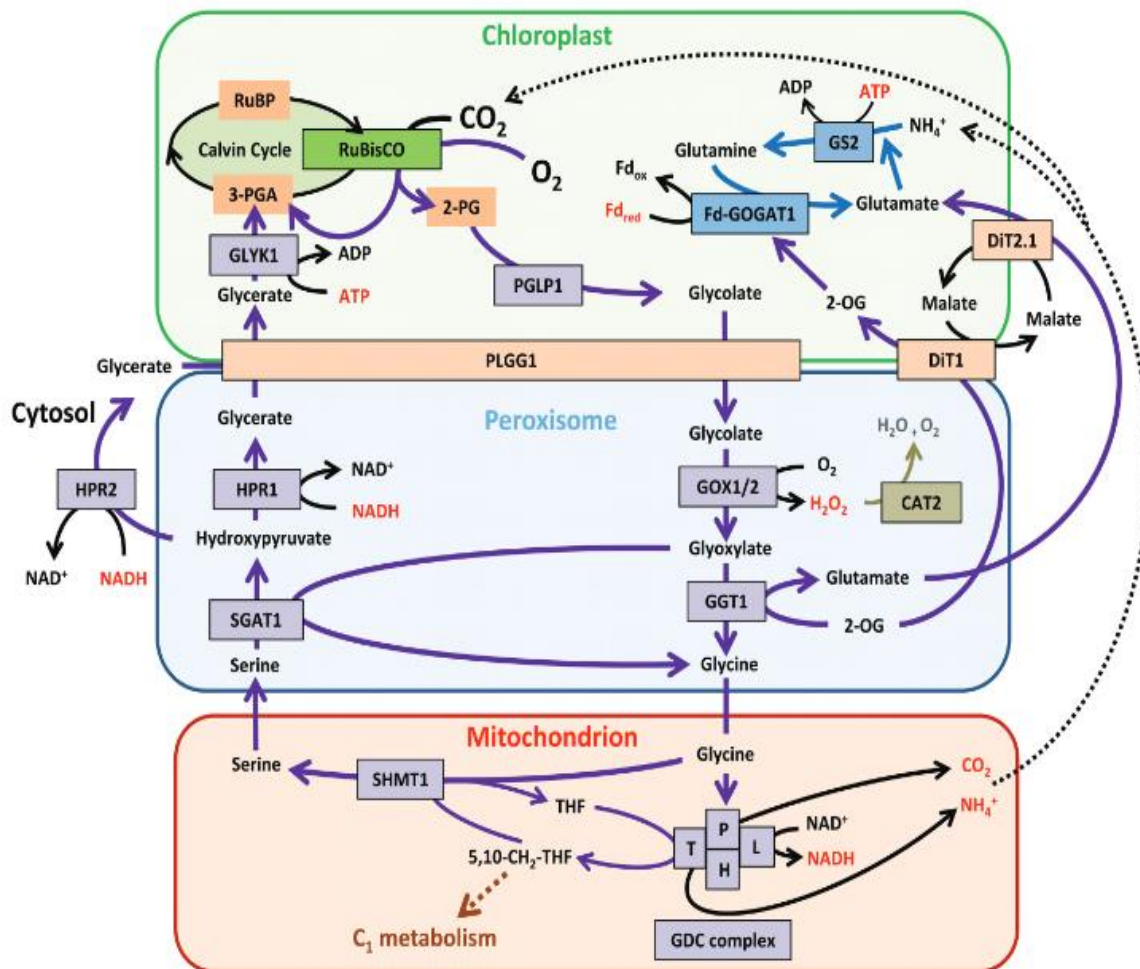 Chloroplast
RuBP
CO2
Calvin Cycle
RuBisCO
O2
3-PGA
2-PG
GLYK1
ADP
ATP
Glycerate
PGLP1
Glycolate
ADP
ATP
NH4+
GS2
Glutamine
Fdox
Fdred
Fd-GOGAT1
Glutamate
DiT2.1
2-OG
Malate
Malate
DiT1
PLGG1
Glycerate
Cytosol
HPR2
NAD+
NADH
Peroxisome
Glycerate
HPR1
NAD+
NADH
Hydroxypyruvate
SGAT1
Serine
Glycolate
GOX1/2
O2
H2O2
H2O , O2
CAT2
Glyoxylate
GGT1
Glutamate
2-OG
Glycine
Mitochondrion
Serine
SHMT1
Glycine
THF
5,10-CH2-THF
C1 metabolism
P
T
L
H
NAD+
NADH
CO2
NH4+
GDC complex